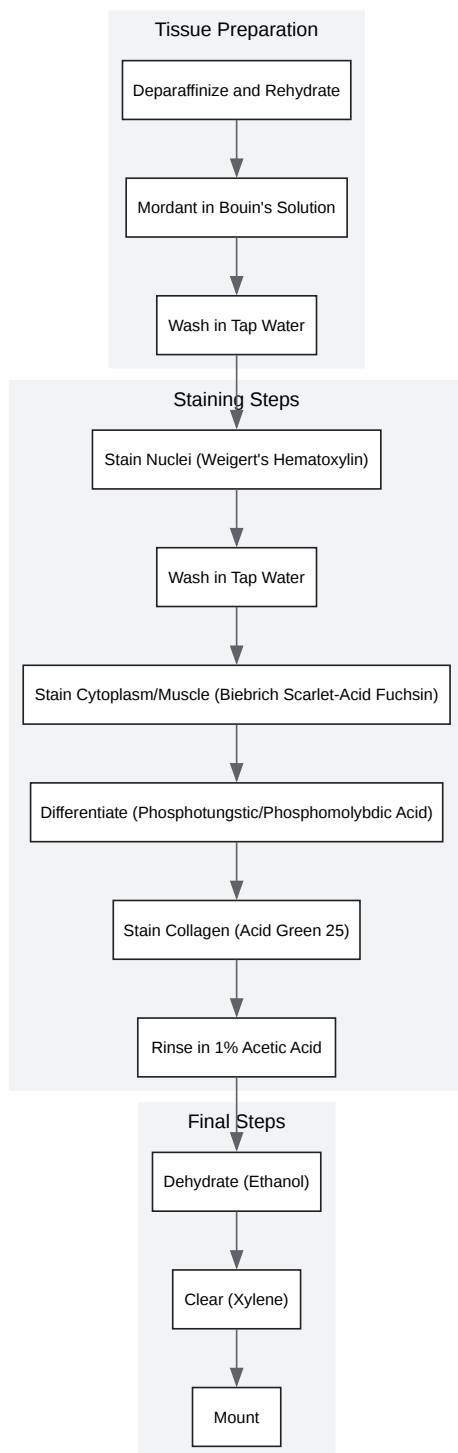 Tissue Preparation
Deparaffinize and Rehydrate
Mordant in Bouin's Solution
Wash in Tap Water
Staining Steps
Stain Nuclei (Weigert's Hematoxylin)
Wash in Tap Water
Stain Cytoplasm/Muscle (Biebrich Scarlet-Acid Fuchsin)
Differentiate (Phosphotungstic/Phosphomolybdic Acid)
Stain Collagen (Acid Green 25)
Rinse in 1% Acetic Acid
Final Steps
Dehydrate (Ethanol)
Clear (Xylene)
Mount